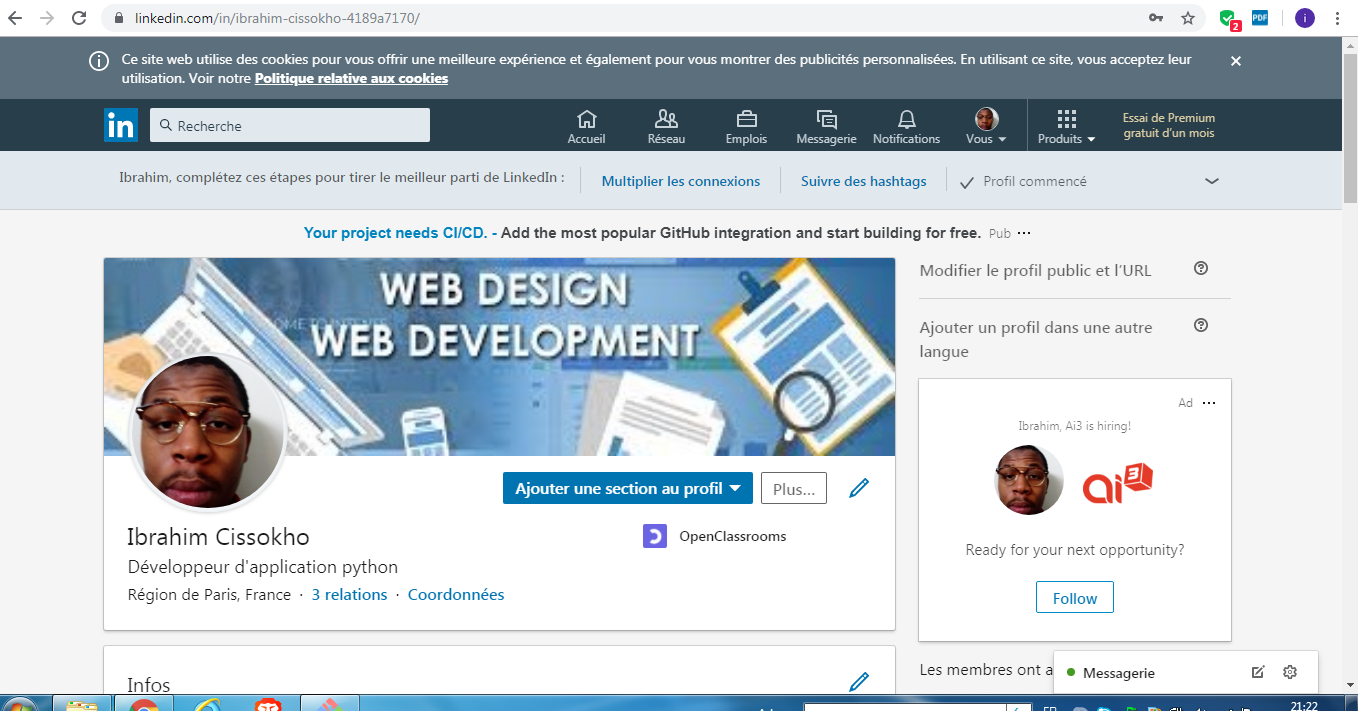 linkedin.com/in/ibrahim-cissokho-4189a7170/
2
PDF
i
Ce site web utilise des cookies pour vous offrir une meilleure expérience et également pour vous montrer des publicités personnalisées. En utilisant ce site, vous acceptez leur
utilisation. Voir notre Politique relative aux cookies
in
Recherche
Accueil
Réseau
Emplois
Messagerie
Notifications
Vous
Produits
Essai de Premium
gratuit d'un mois
Ibrahim, complétez ces étapes pour tirer le meilleur parti de LinkedIn :
Multiplier les connexions
Suivre des hashtags
Profil commencé
Your project needs CI/CD. - Add the most popular GitHub integration and start building for free. Pub ···
WEB DESIGN
WEB DEVELOPMENT
Modifier le profil public et l'URL
Ajouter un profil dans une autre
langue
Ad ···
Ibrahim, Ai3 is hiring!
ai3
Ready for your next opportunity?
Follow
Ajouter une section au profil
Plus...
Ibrahim Cissokho
OpenClassrooms
Développeur d'application python
Région de Paris, France · 3 relations · Coordonnées
Infos
Les membres ont a
Messagerie
FR
21:22